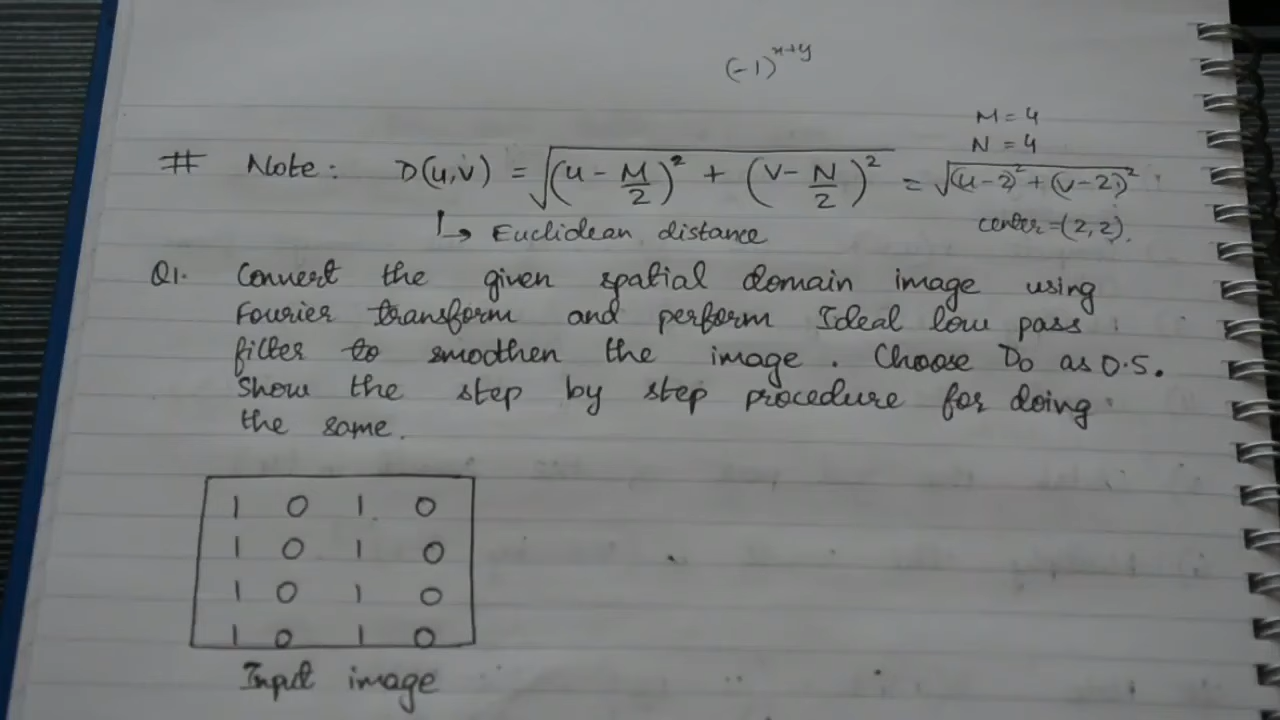 (-1)^{x+y}
M = 4
N = 4
# Note: D(u,v) = √((u - M/2)² + (v - N/2)²) = √((u-2)² + (v-2)²)
↳ Euclidean distance center=(2,2).
Q1. Convert the given spatial domain image using
Fourier transform and perform Ideal low pass
filter to smoothen the image. Choose Do as 0.5.
Show the step by step procedure for doing
the same.
1 0 1 0
1 0 1 0
1 0 1 0
1 0 1 0
Input image